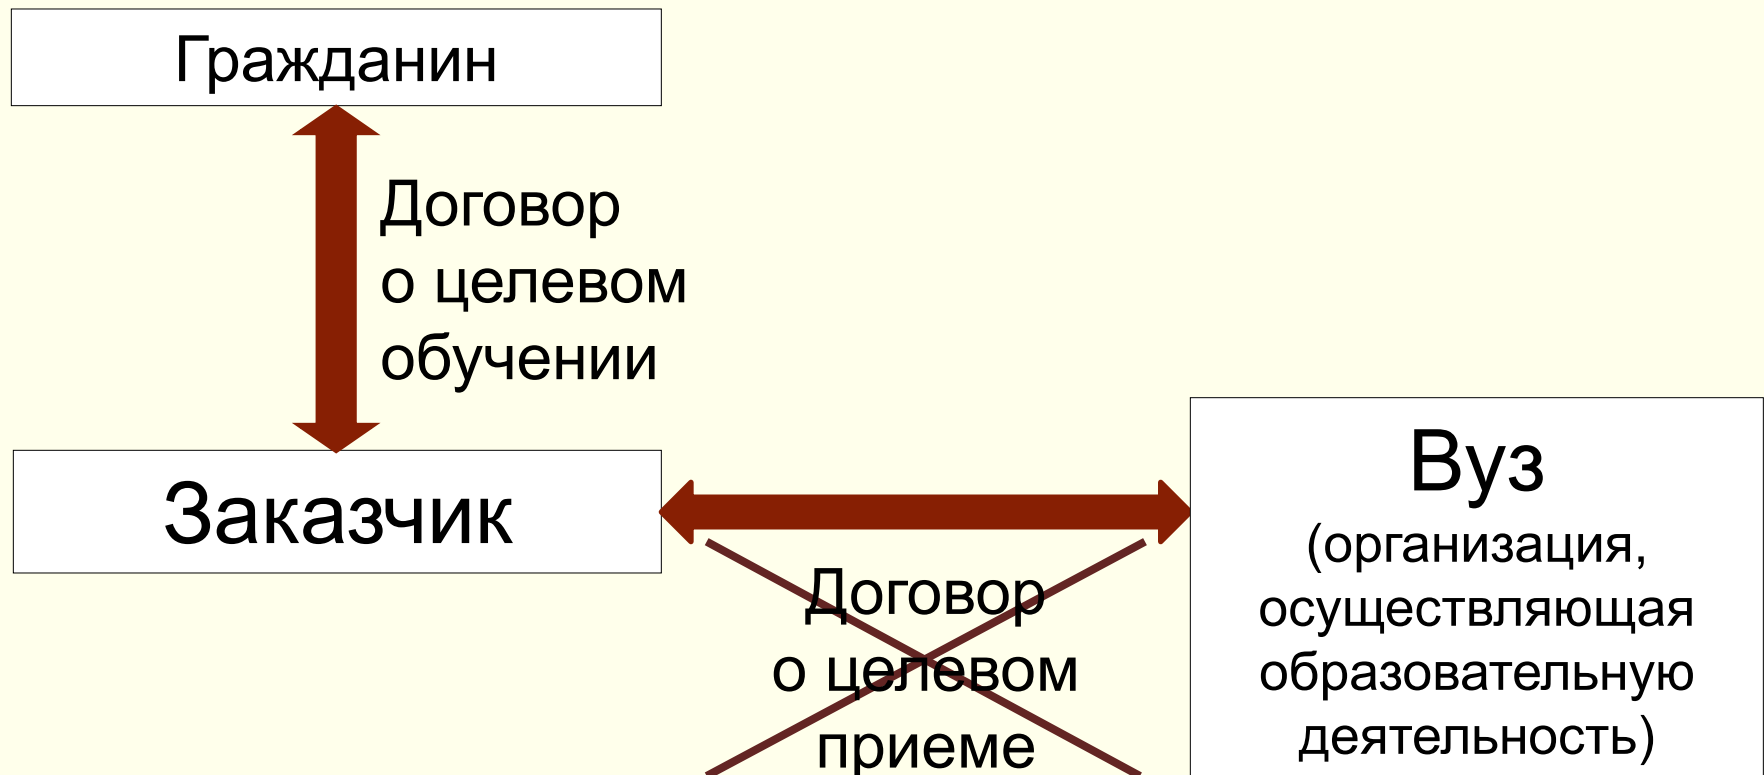 Гражданин
Договор
о целевом
обучении
Заказчик
Вуз
(организация,
осуществляющая
образовательную
деятельность)
Договор
о целевом
приеме